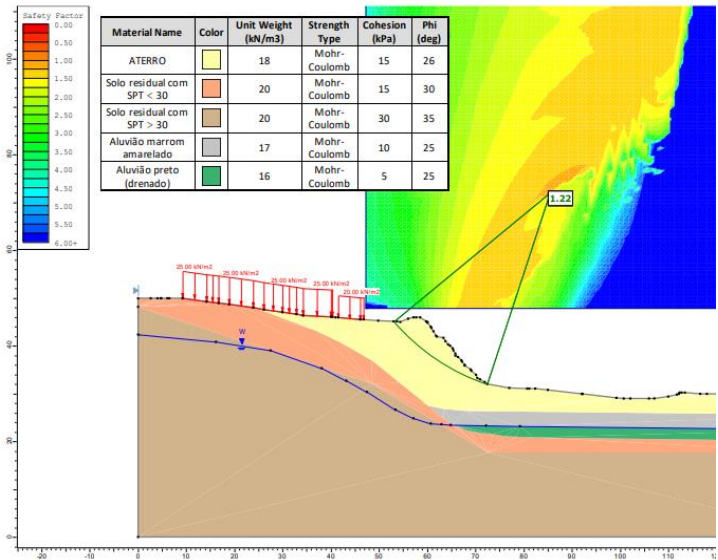 Safety Factor
0.00
0.50
1.00
1.50
2.00
2.50
3.00
3.50
4.00
4.50
5.00
5.50
6.00+
Material Name Color Unit Weight (kN/m3) Strength Type Cohesion (kPa) Phi (deg)
ATERRO 18 Mohr-Coulomb 15 26
Solo residual com SPT < 30 20 Mohr-Coulomb 15 30
Solo residual com SPT > 30 20 Mohr-Coulomb 30 35
Aluvião marrom amarelado 17 Mohr-Coulomb 10 25
Aluvião preto (drenado) 16 Mohr-Coulomb 5 25
1.22
25.00 kN/m2
25.00 kN/m2
25.00 kN/m2
25.00 kN/m2
20.00 kN/m2
W
100
80
60
40
20
0
-20 -10 0 10 20 30 40 50 60 70 80 90 100 110